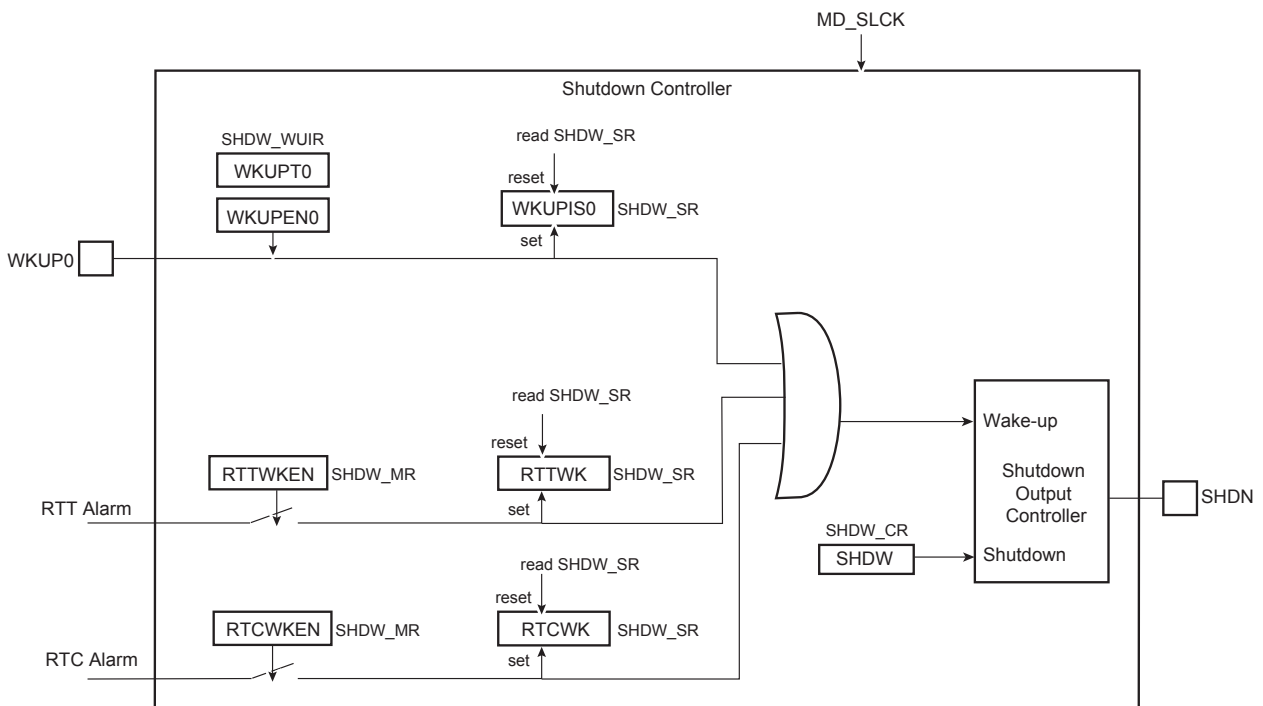 MD_SLCK
Shutdown Controller
SHDW_WUIR
WKUPT0
WKUPEN0
read SHDW_SR
reset
WKUPIS0
SHDW_SR
set
WKUP0
read SHDW_SR
reset
RTTWKEN
SHDW_MR
RTTWK
SHDW_SR
set
RTT Alarm
read SHDW_SR
reset
RTCWKEN
SHDW_MR
RTCWK
SHDW_SR
set
RTC Alarm
Wake-up
Shutdown
Output
Controller
SHDW_CR
SHDW
Shutdown
SHDN